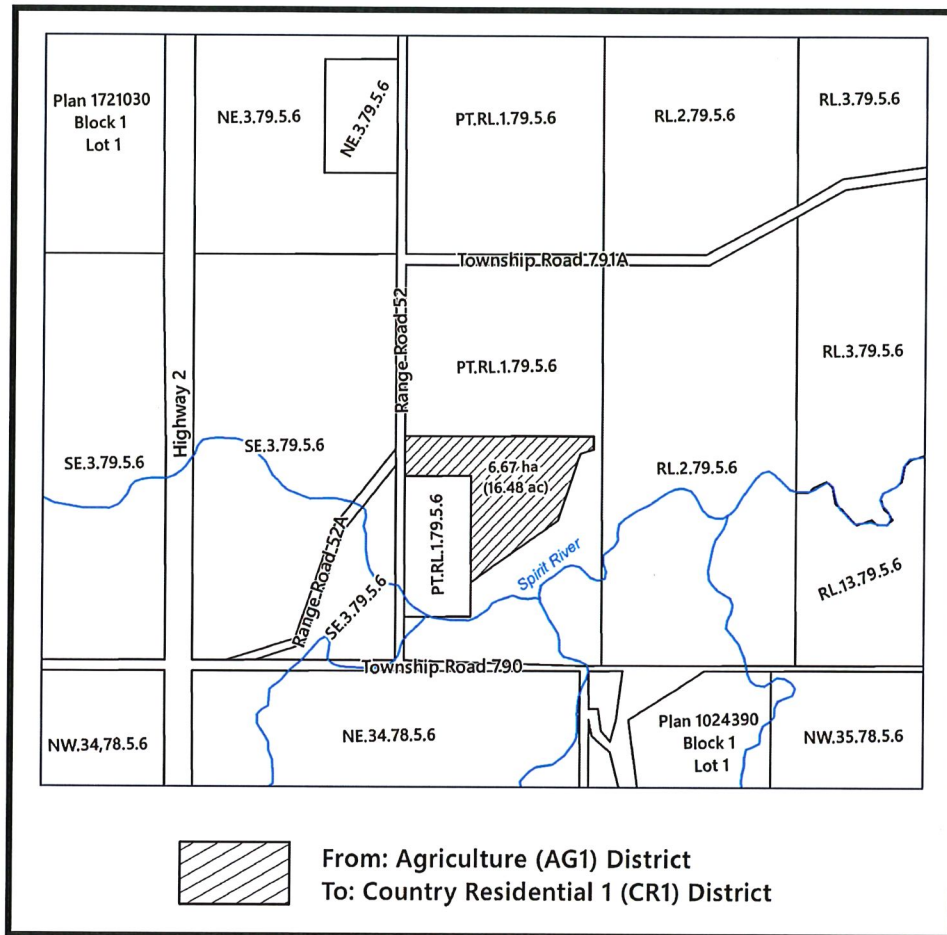 Plan 1721030
Block 1
Lot 1
NE.3.79.5.6
NE.3.79.5.6
PT.RL.1.79.5.6
RL.2.79.5.6
RL.3.79.5.6
Township Road 791A
Range Road 52
PT.RL.1.79.5.6
RL.3.79.5.6
Highway 2
SE.3.79.5.6
SE.3.79.5.6
6.67 ha
(16.48 ac)
RL.2.79.5.6
PT.RL.1.79.5.6
Range Road 52A
SE.3.79.5.6
Spirit River
RL.13.79.5.6
Township Road 790
NW.34,78.5.6
NE.34.78.5.6
Plan 1024390
Block 1
Lot 1
NW.35.78.5.6
From: Agriculture (AG1) District
To: Country Residential 1 (CR1) District